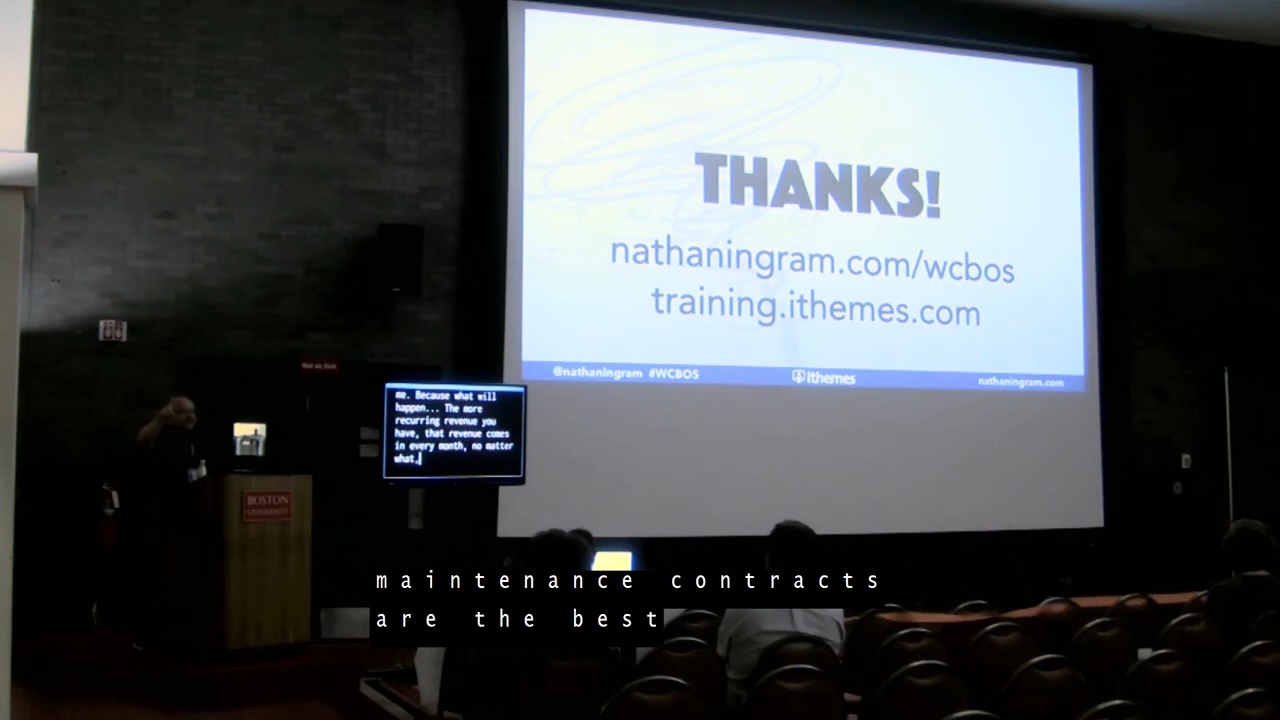 THANKS!
nathaningram.com/wcbos
training.ithemes.com
@nathaningram #WCBOS
ithemes
nathaningram.com
me. Because what will
happen... The more
recurring revenue you
have, that revenue comes
in every month, no matter
what,
BOSTON
UNIVERSITY
maintenance contracts
are the best